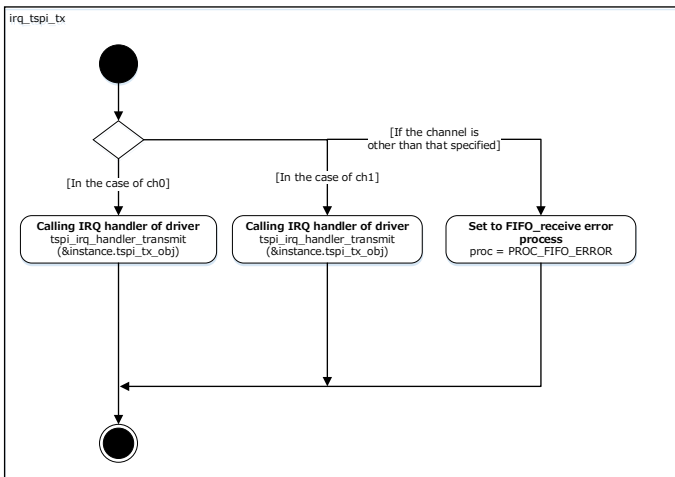 irq_tspi_tx
[If the channel is
other than that specified]
[In the case of ch0]
[In the case of ch1]
Calling IRQ handler of driver
tspi_irq_handler_transmit
(&instance.tspi_tx_obj)
Calling IRQ handler of driver
tspi_irq_handler_transmit
(&instance.tspi_tx_obj)
Set to FIFO_receive error
process
proc = PROC_FIFO_ERROR